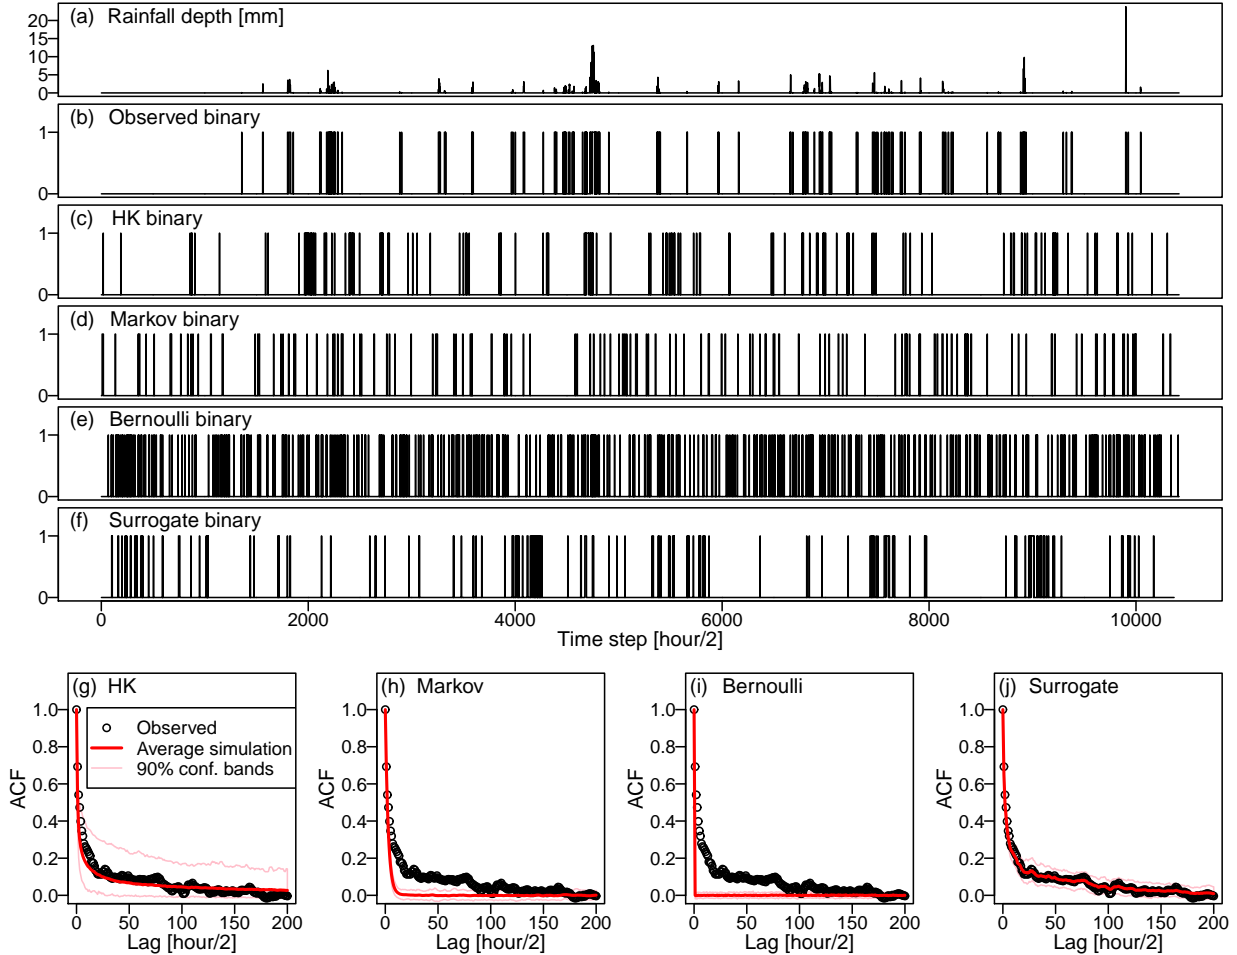 (a) Rainfall depth [mm]
20
15
10
5
0
(b) Observed binary
1
0
(c) HK binary
1
0
(d) Markov binary
1
0
(e) Bernoulli binary
1
0
(f) Surrogate binary
1
0
0 2000 4000 6000 8000 10000
Time step [hour/2]
(g) HK
Observed
Average simulation
90% conf. bands
ACF
1.0
0.8
0.6
0.4
0.2
0.0
0 50 100 150 200
Lag [hour/2]
(h) Markov
ACF
1.0
0.8
0.6
0.4
0.2
0.0
0 50 100 150 200
Lag [hour/2]
(i) Bernoulli
ACF
1.0
0.8
0.6
0.4
0.2
0.0
0 50 100 150 200
Lag [hour/2]
(j) Surrogate
ACF
1.0
0.8
0.6
0.4
0.2
0.0
0 50 100 150 200
Lag [hour/2]